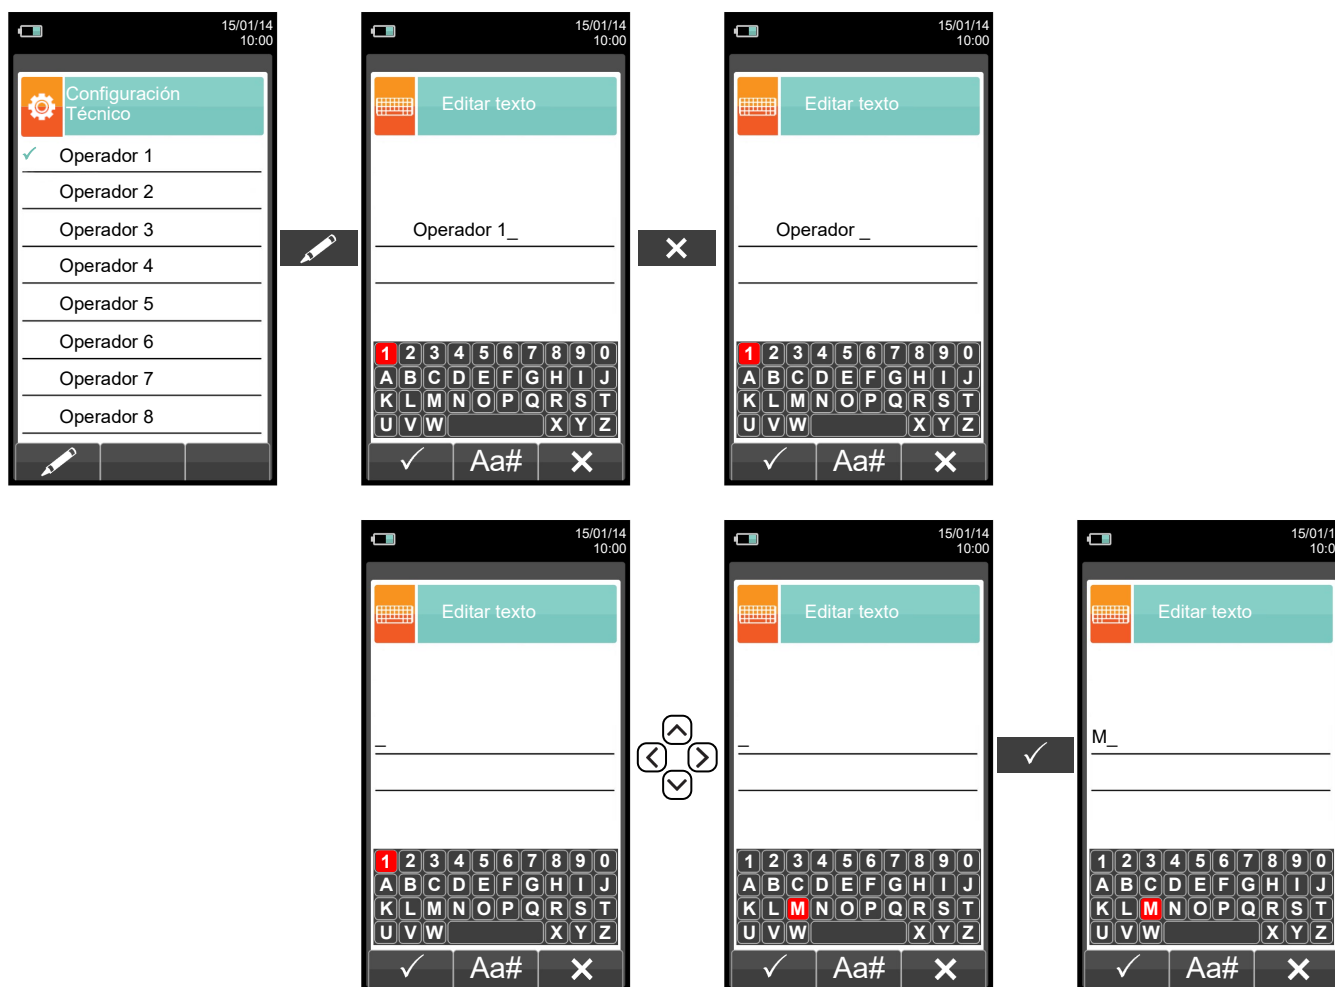 15/01/14
10:00
Configuración
Técnico
Operador 1
Operador 2
Operador 3
Operador 4
Operador 5
Operador 6
Operador 7
Operador 8
15/01/14
10:00
Editar texto
Operador 1_
1 2 3 4 5 6 7 8 9 0
A B C D E F G H I J
K L M N O P Q R S T
U V W X Y Z
Aa#
15/01/14
10:00
Editar texto
Operador _
1 2 3 4 5 6 7 8 9 0
A B C D E F G H I J
K L M N O P Q R S T
U V W X Y Z
Aa#
15/01/14
10:00
Editar texto
_
1 2 3 4 5 6 7 8 9 0
A B C D E F G H I J
K L M N O P Q R S T
U V W X Y Z
Aa#
15/01/14
10:00
Editar texto
_
1 2 3 4 5 6 7 8 9 0
A B C D E F G H I J
K L M N O P Q R S T
U V W X Y Z
Aa#
15/01/1
10:0
Editar texto
M_
1 2 3 4 5 6 7 8 9 0
A B C D E F G H I J
K L M N O P Q R S T
U V W X Y Z
Aa#